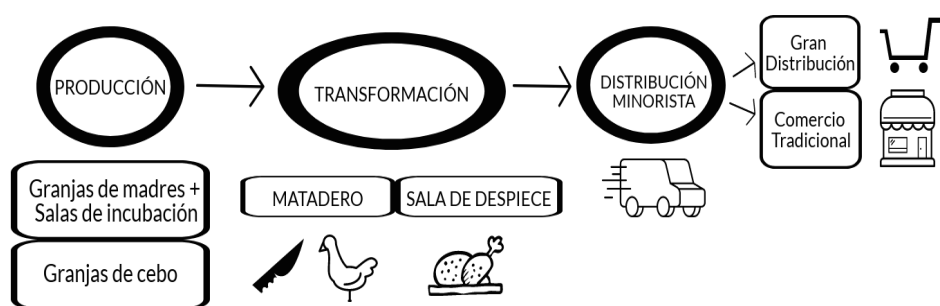 PRODUCCIÓN
TRANSFORMACIÓN
DISTRIBUCIÓN
MINORISTA
Gran
Distribución
Comercio
Tradicional
Granjas de madres +
Salas de incubación
Granjas de cebo
MATADERO
SALA DE DESPIECE